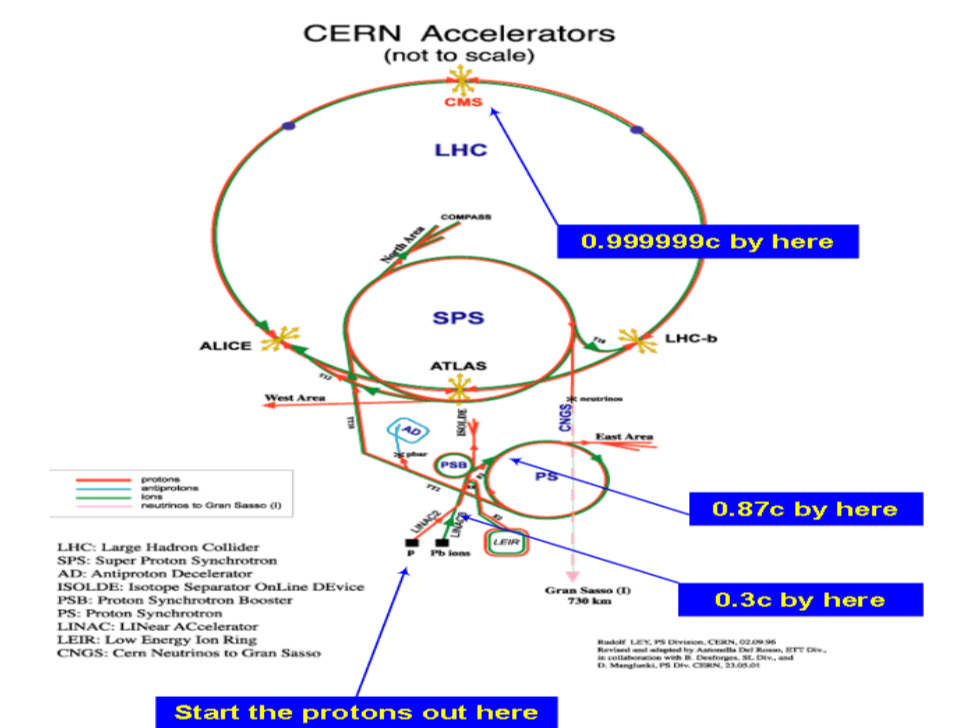 CERN Accelerators
(not to scale)
CMS
LHC
COMPASS
North Area
0.999999c by here
SPS
TT8
ALICE
LHC-b
ATLAS
West Area
neutrinos
CNGS
ISOLDE
AD
East Area
pbar
PSB
PS
TT2
protons
antiprotons
ions
neutrinos to Gran Sasso (I)
0.87c by here
LINAC2
LINAC3
E2
LEIR
P
Pb ions
LHC: Large Hadron Collider
SPS: Super Proton Synchrotron
AD: Antiproton Decelerator
ISOLDE: Isotope Separator OnLine DEvice
PSB: Proton Synchrotron Booster
PS: Proton Synchrotron
LINAC: LINear ACcelerator
LEIR: Low Energy Ion Ring
CNGS: Cern Neutrinos to Gran Sasso
Gran Sasso (I)
730 km
0.3c by here
Rudolf LEY, PS Division, CERN, 02.09.96
Revised and adapted by Antonella Del Rosso, ETT Div.,
in collaboration with B. Desforges, SL Div., and
D. Manglunki, PS Div. CERN, 23.05.01
Start the protons out here